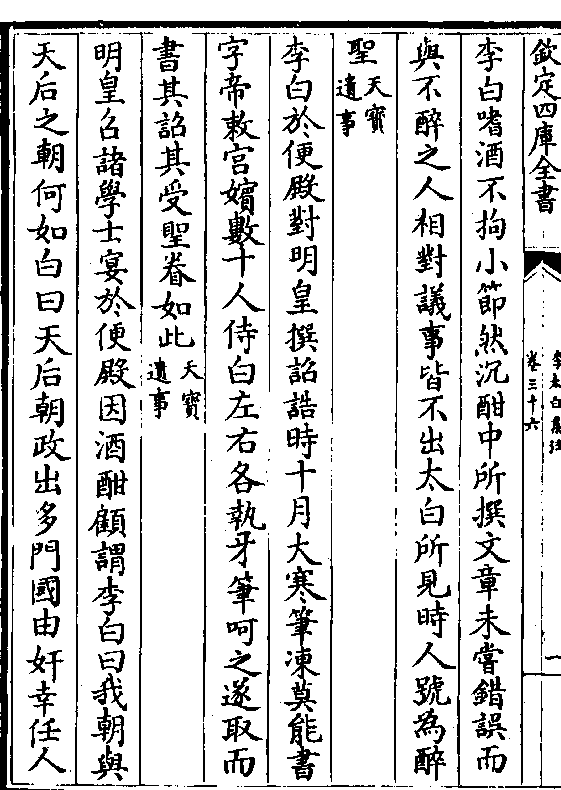 欽定四庫全書
李太白集注
卷三十六
一
李白嗜酒不拘小節然沉酣中所撰文章未嘗錯誤而
與不醉之人相對議事皆不出太白所見時人號為醉
聖
天寶
遺事
李白於便殿對明皇撰詔誥時十月大寒筆凍莫能書
字帝敕宮嬪數十人侍白左右各執牙筆呵之遂取而
書其詔其受聖眷如此
天寶
遺事
明皇召諸學士宴於便殿因酒酣顧謂李白曰我朝與
天后之朝何如白曰天后朝政出多門國由奸幸任人